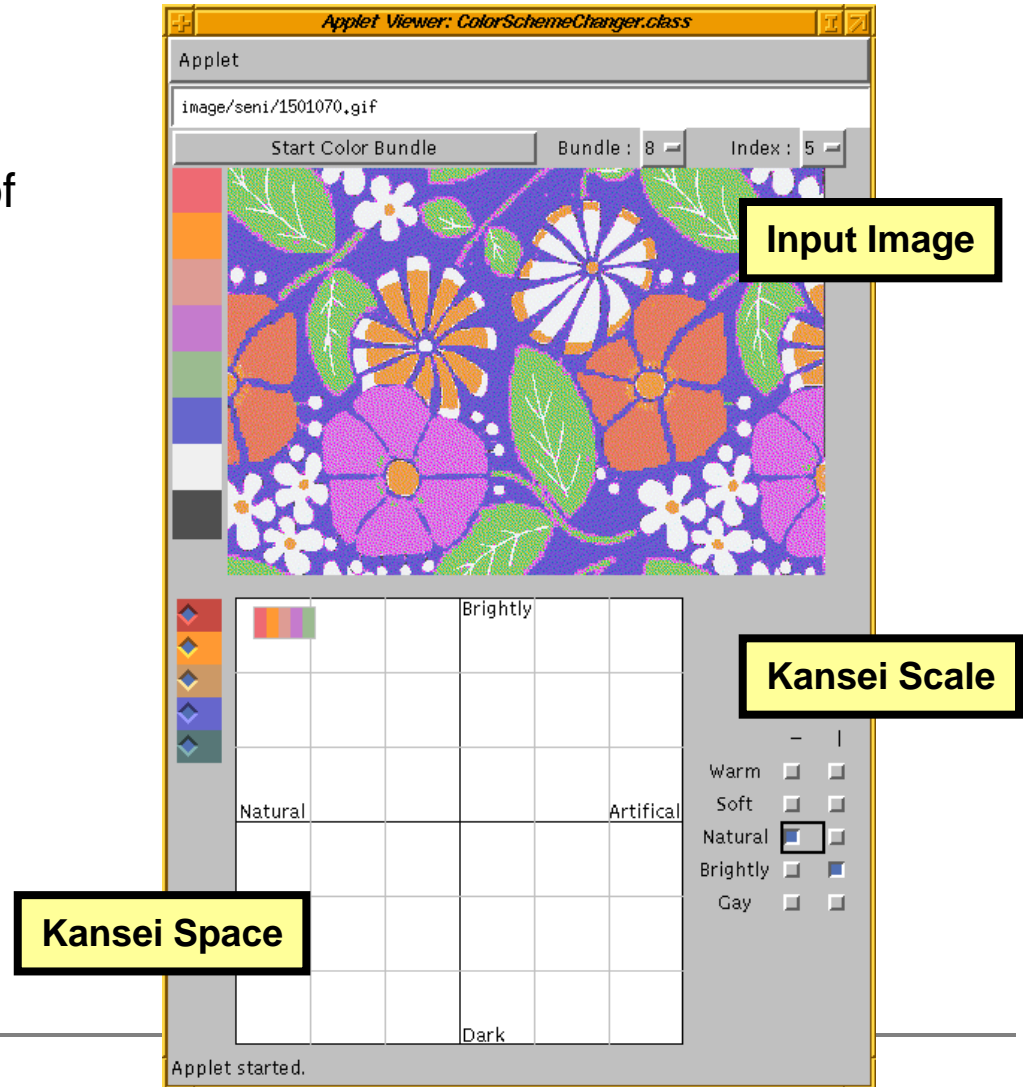 Applet Viewer: ColorSchemeChanger.class
Applet
image/seni/1501070.gif
Start Color Bundle Bundle : 8 Index : 5
of
Input Image
Brightly
Kansei Scale
– |
Warm
Soft
Natural Artifical
Natural
Brightly
Gay
Kansei Space
Dark
Applet started.